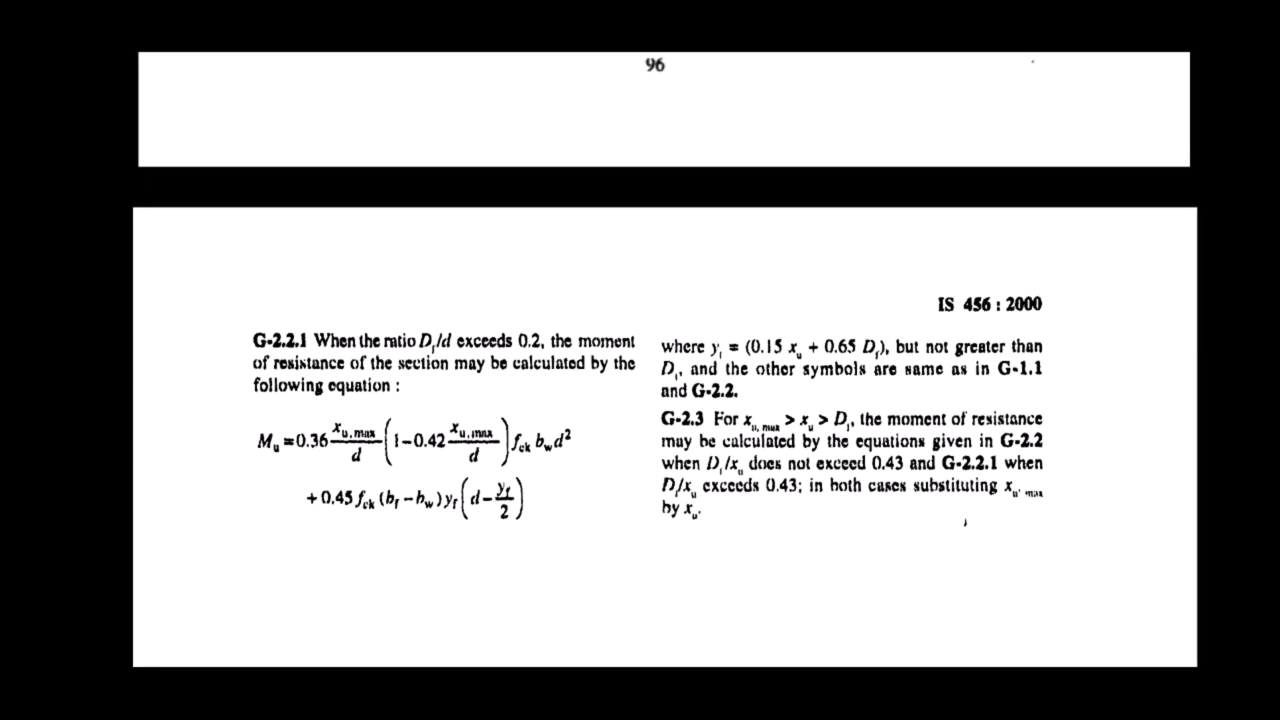 96
IS 456 : 2000
G-2.2.1 When the ratio D_f/d exceeds 0.2, the moment
of resistance of the section may be calculated by the
following equation :
M_u = 0.36 x_{u,max}/d (1 − 0.42 x_{u,max}/d) f_ck b_w d²
+ 0.45 f_ck (b_f − b_w) y_f (d − y_f/2)
where y_f = (0.15 x_u + 0.65 D_f), but not greater than
D_f, and the other symbols are same as in G-1.1
and G-2.2.
G-2.3 For x_{u, max} > x_u > D_f, the moment of resistance
may be calculated by the equations given in G-2.2
when D_f/x_u does not exceed 0.43 and G-2.2.1 when
D_f/x_u exceeds 0.43; in both cases substituting x_{u, max}
by x_u.